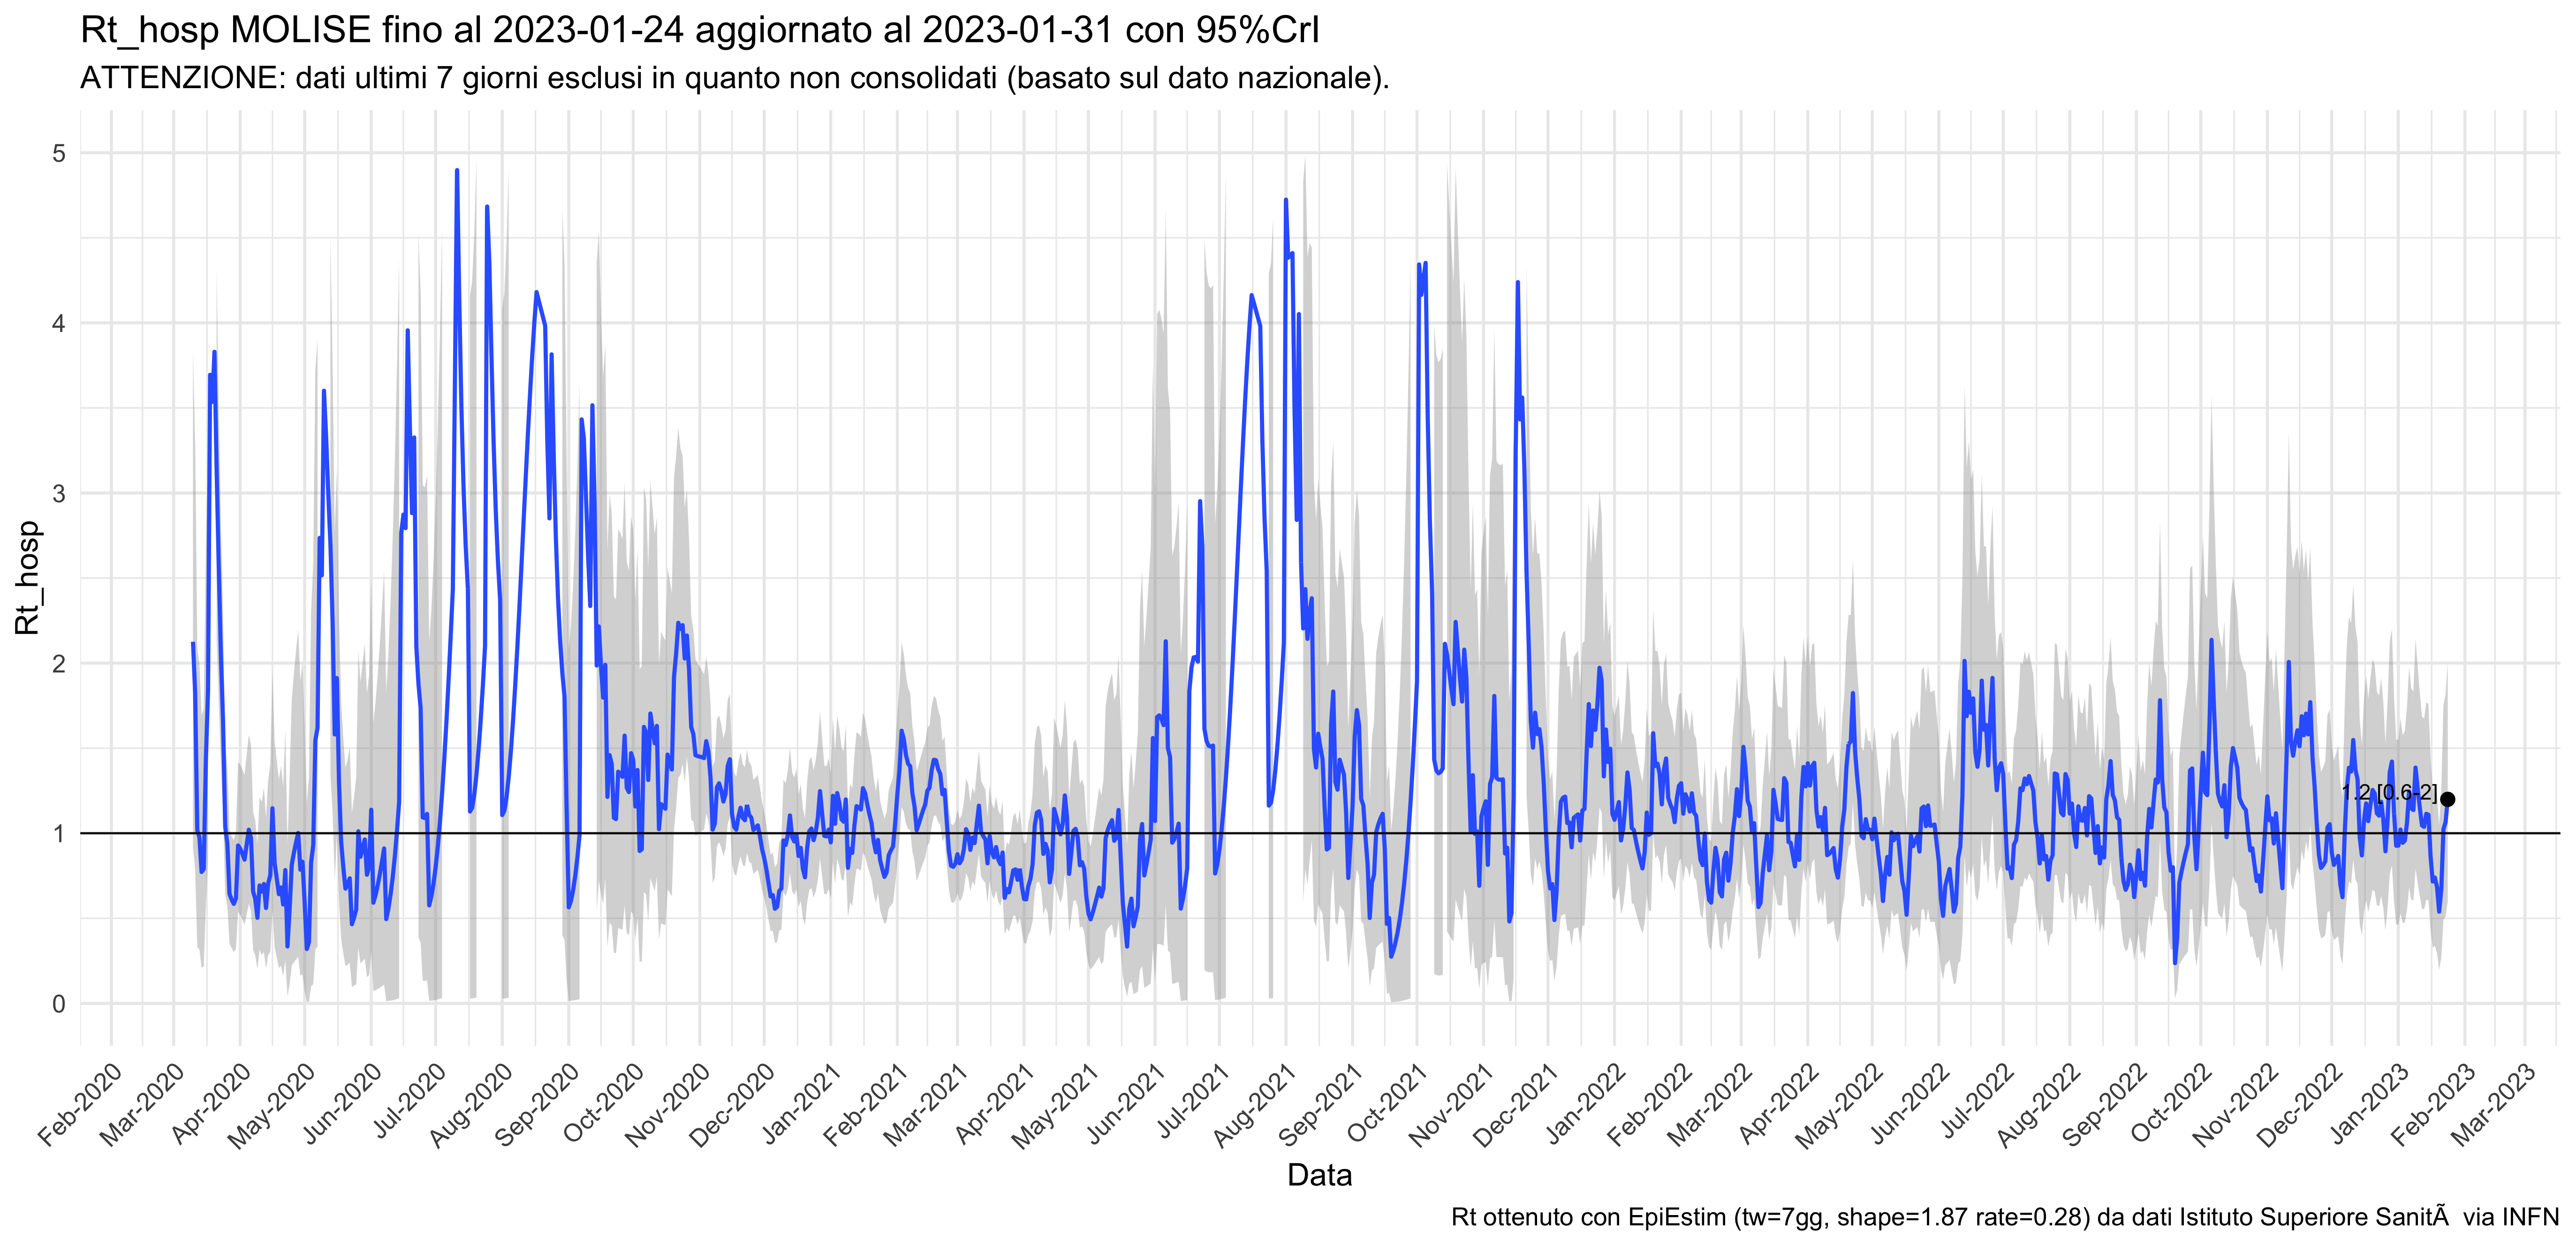 Rt_hosp MOLISE fino al 2023-01-24 aggiornato al 2023-01-31 con 95%CrI
ATTENZIONE: dati ultimi 7 giorni esclusi in quanto non consolidati (basato sul dato nazionale).
Rt_hosp
5
4
3
2
1
0
1.2 [0.6-2]
Feb-2020
Mar-2020
Apr-2020
May-2020
Jun-2020
Jul-2020
Aug-2020
Sep-2020
Oct-2020
Nov-2020
Dec-2020
Jan-2021
Feb-2021
Mar-2021
Apr-2021
May-2021
Jun-2021
Jul-2021
Aug-2021
Sep-2021
Oct-2021
Nov-2021
Dec-2021
Jan-2022
Feb-2022
Mar-2022
Apr-2022
May-2022
Jun-2022
Jul-2022
Aug-2022
Sep-2022
Oct-2022
Nov-2022
Dec-2022
Jan-2023
Feb-2023
Mar-2023
Data
Rt ottenuto con EpiEstim (tw=7gg, shape=1.87 rate=0.28) da dati Istituto Superiore SanitÃ  via INFN